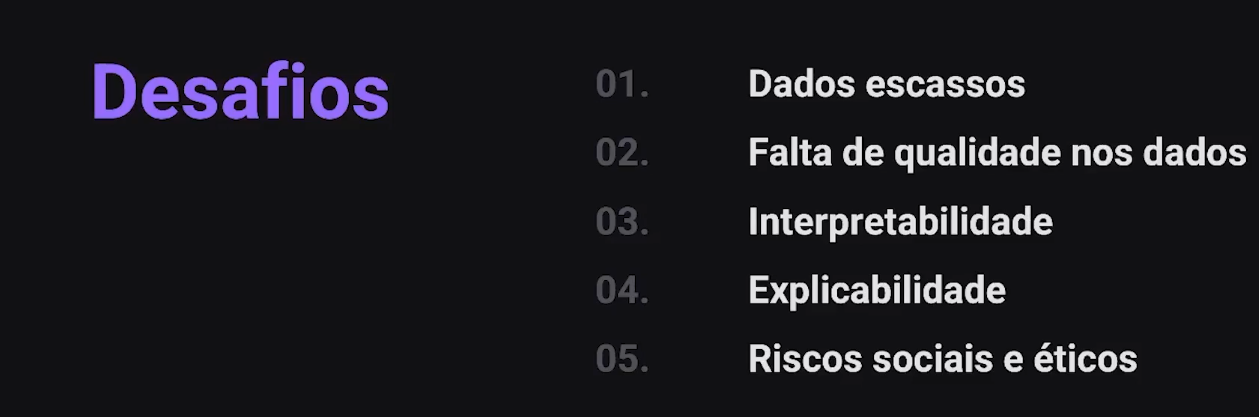 Desafios
01. Dados escassos
02. Falta de qualidade nos dados
03. Interpretabilidade
04. Explicabilidade
05. Riscos sociais e éticos